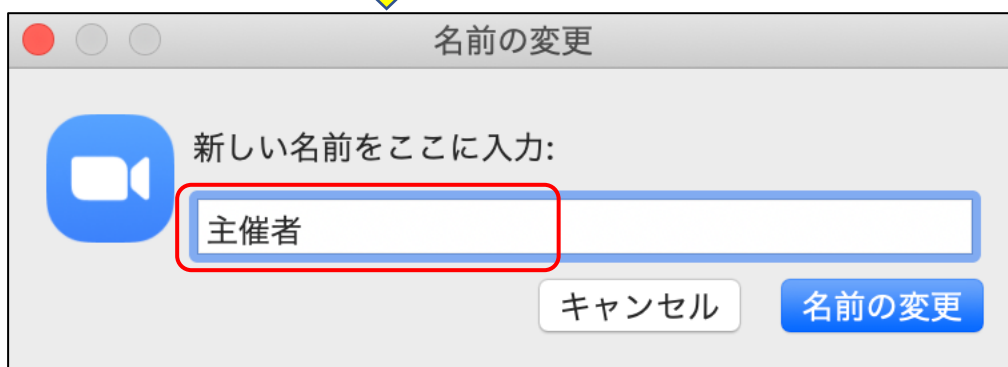 名前の変更
新しい名前をここに入力:
主催者
キャンセル 名前の変更